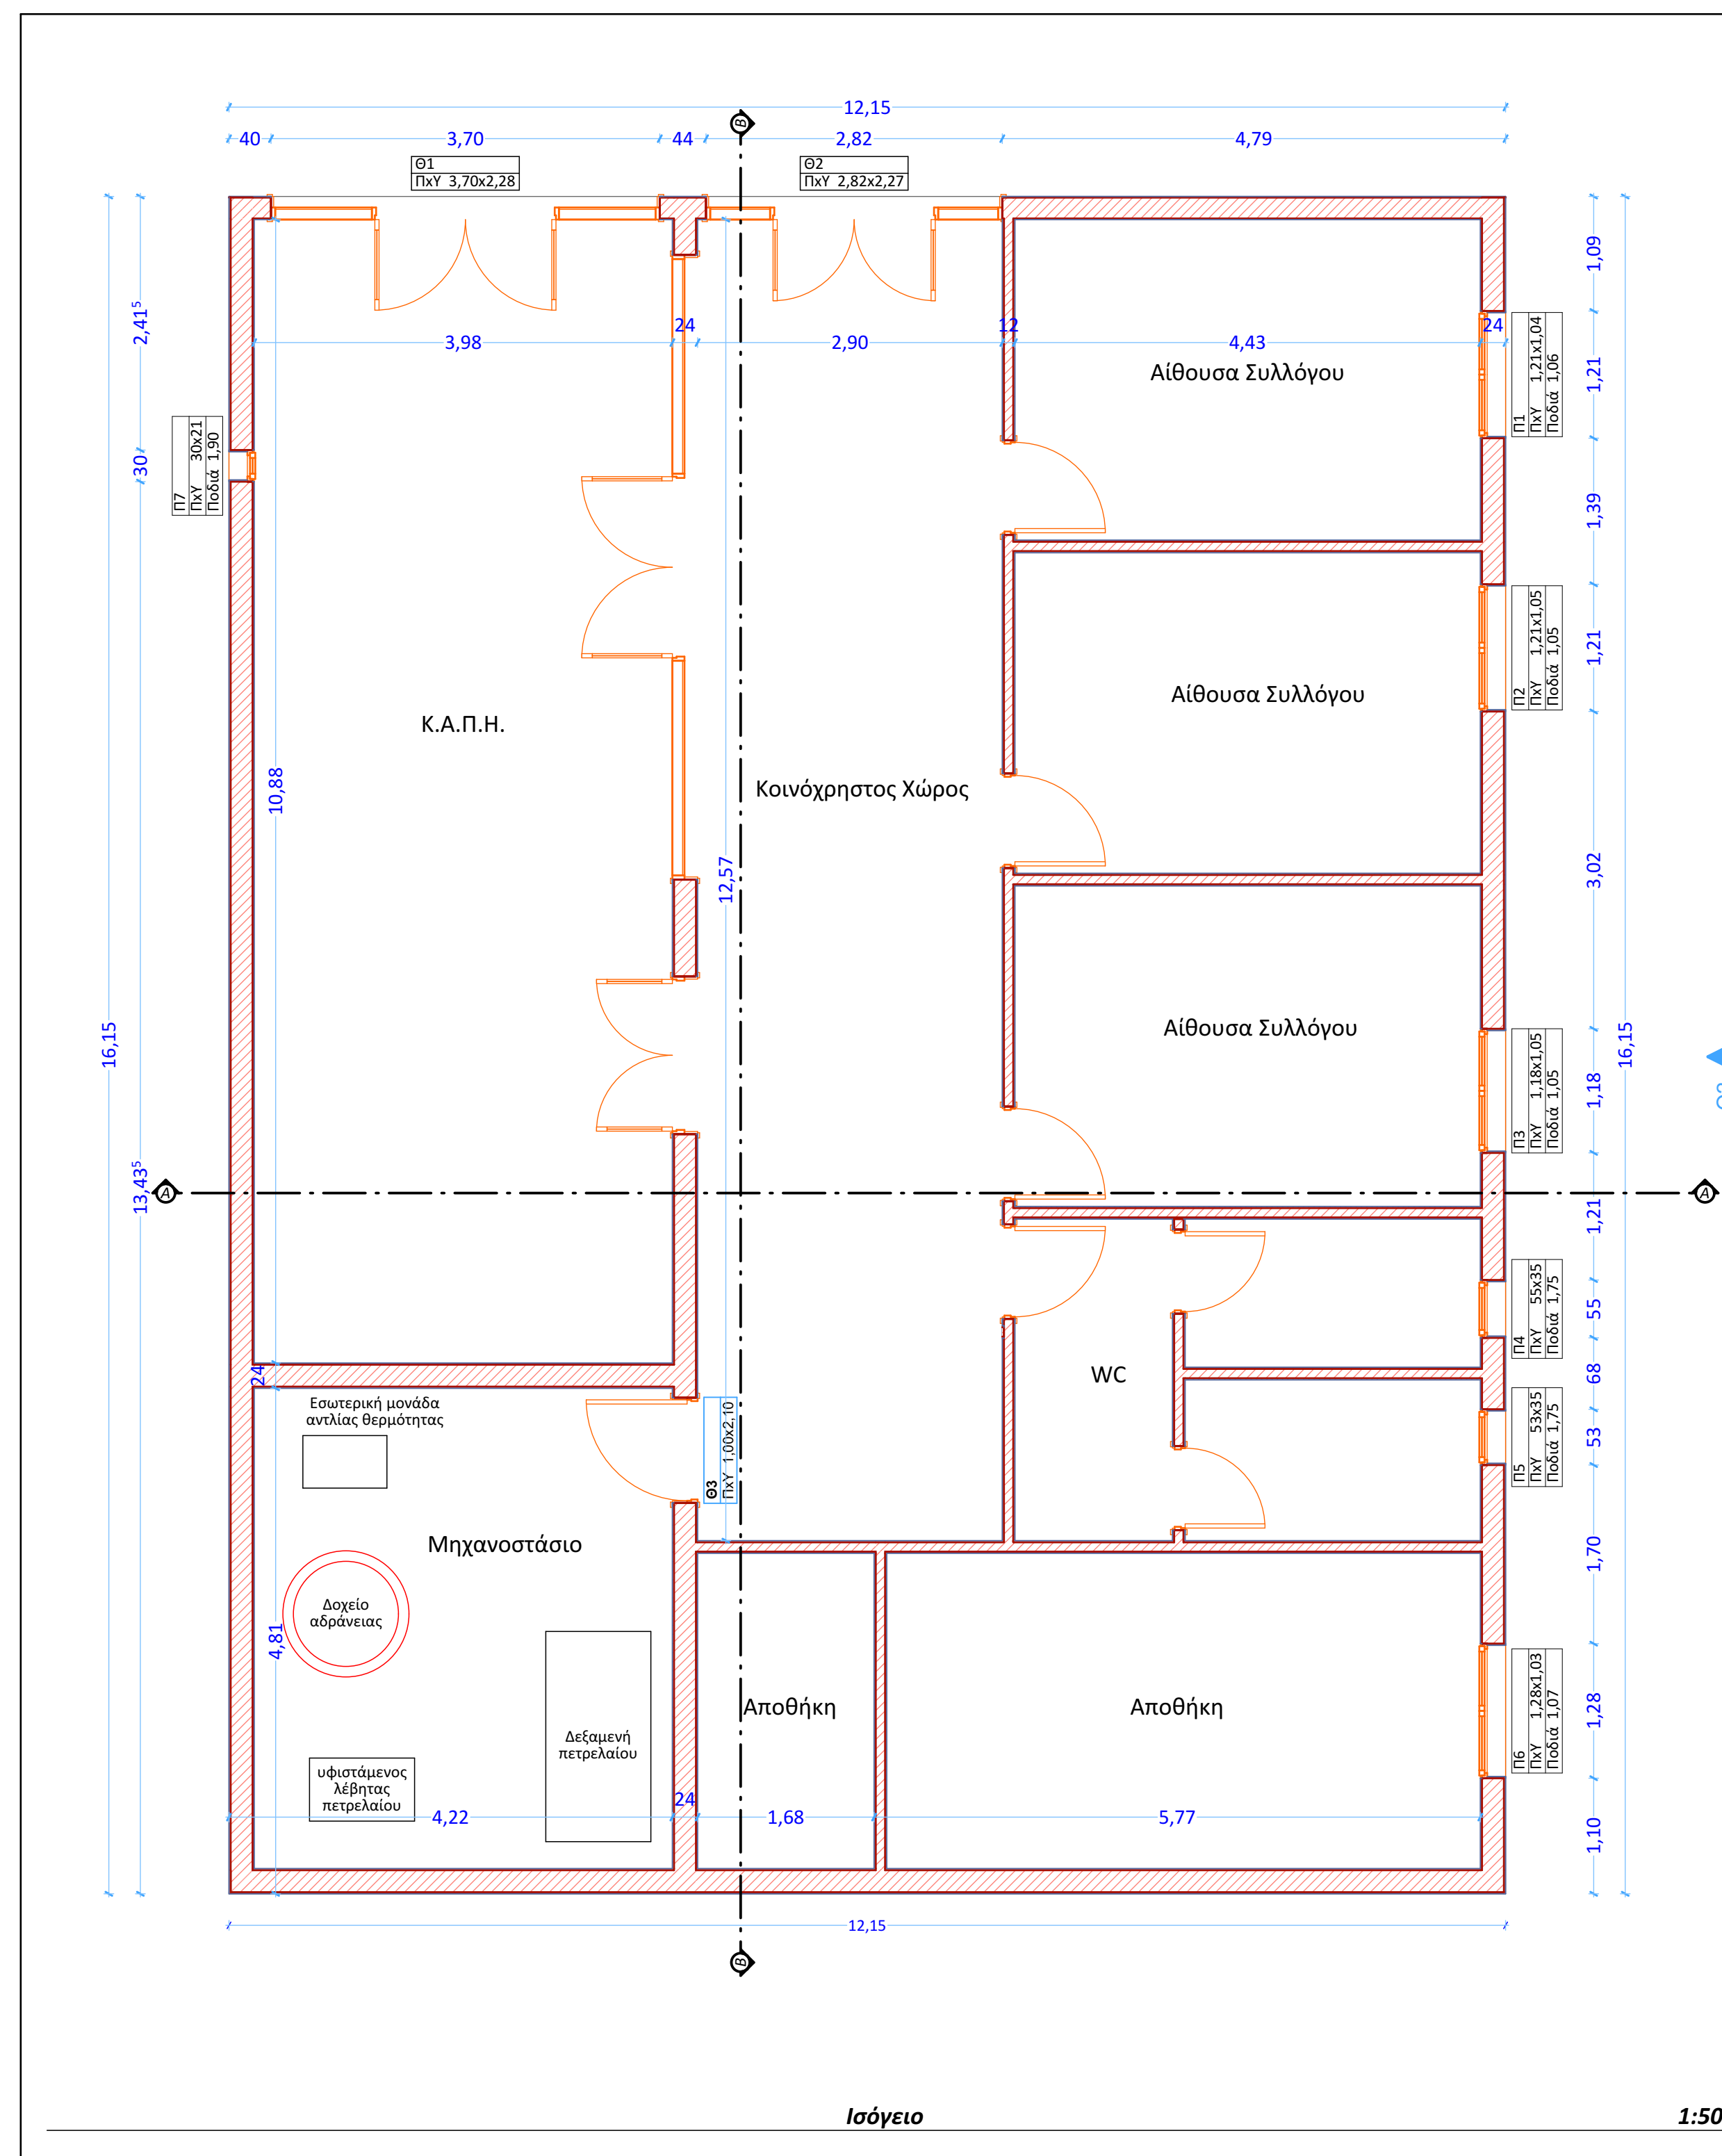 12,15
40
3,70
44
2,82
4,79
B
Θ1
ΠxΥ 3,70x2,28
Θ2
ΠxΥ 2,82x2,27
2,41⁵
30
13,43⁵
16,15
Π7
ΠxΥ 30x21
Ποδιά 1,90
3,98
24
2,90
12
4,43
24
Αίθουσα Συλλόγου
1,09
1,21
1,39
1,21
3,02
1,18
1,21
55
68
53
1,70
1,28
1,10
16,15
Π1
ΠxΥ 1,21x1,04
Ποδιά 1,06
Π2
ΠxΥ 1,21x1,05
Ποδιά 1,05
Αίθουσα Συλλόγου
Κ.Α.Π.Η.
10,88
Κοινόχρηστος Χώρος
12,57
Αίθουσα Συλλόγου
Π3
ΠxΥ 1,18x1,05
Ποδιά 1,05
A
A
Π4
ΠxΥ 55x35
Ποδιά 1,75
WC
24
Π5
ΠxΥ 53x35
Ποδιά 1,75
Εσωτερική μονάδα
αντλίας θερμότητας
Θ3
ΠxΥ 1,00x2,10
Μηχανοστάσιο
Δοχείο
αδράνειας
4,81
Αποθήκη
Αποθήκη
Π6
ΠxΥ 1,28x1,03
Ποδιά 1,07
Δεξαμενή
πετρελαίου
υφιστάμενος
λέβητας
πετρελαίου
4,22
24
1,68
5,77
12,15
B
Ισόγειο
1:50